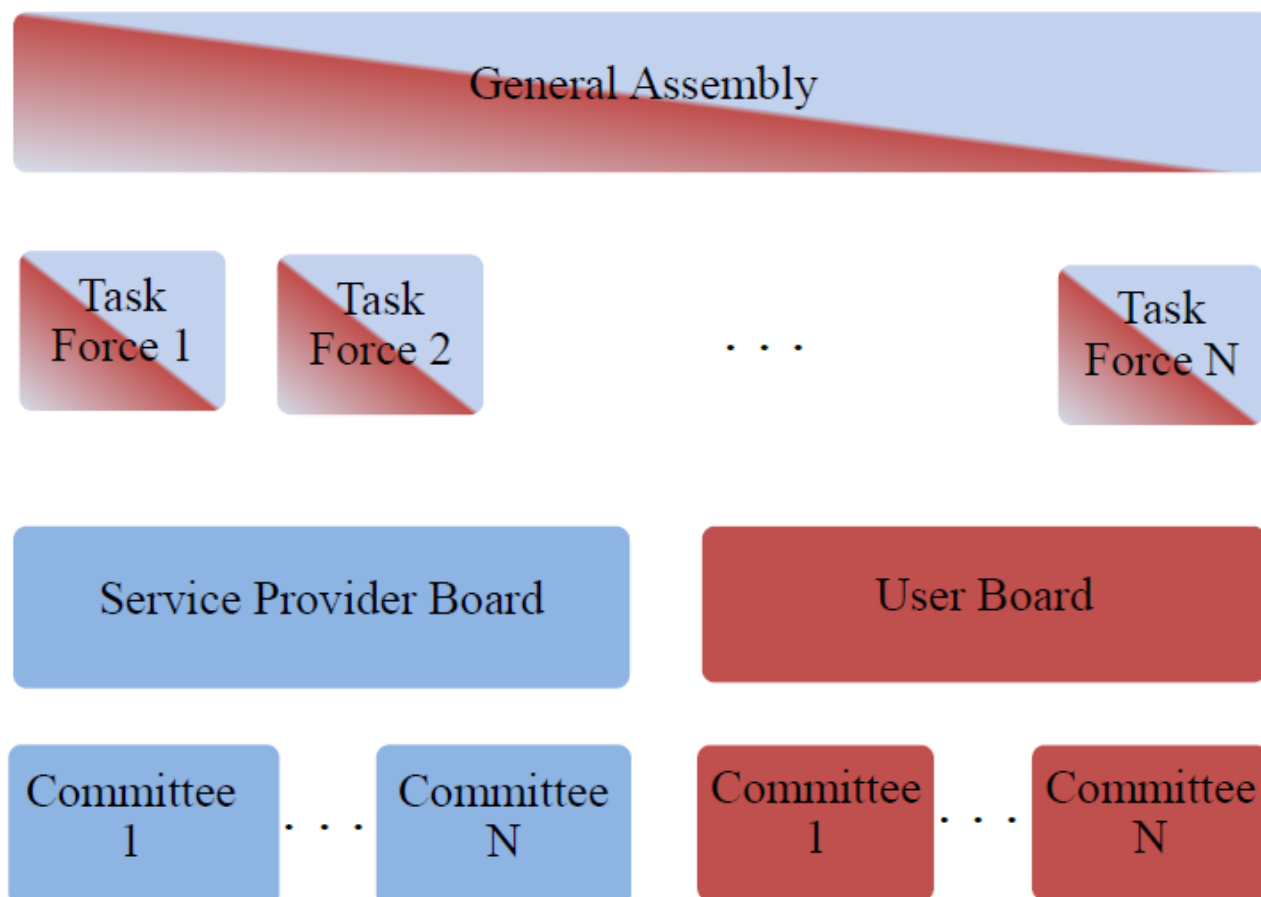 General Assembly
Task
Force 1
Task
Force 2
. . .
Task
Force N
Service Provider Board
User Board
Committee
1
. . .
Committee
N
Committee
1
. . .
Committee
N